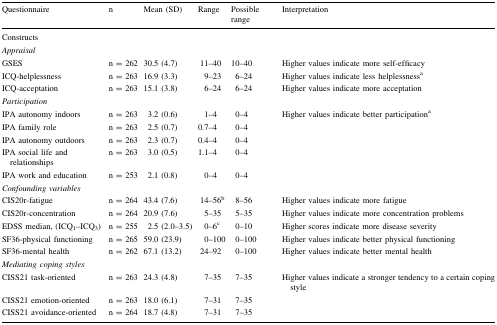 Questionnaire n Mean (SD) Range Possible range Interpretation
Constructs
Appraisal
GSES n = 262 30.5 (4.7) 11–40 10–40 Higher values indicate more self-efficacy
ICQ-helplessness n = 263 16.9 (3.3) 9–23 6–24 Higher values indicate less helplessness^a
ICQ-acceptation n = 263 15.1 (3.8) 6–24 6–24 Higher values indicate more acceptation
Participation
IPA autonomy indoors n = 263 3.2 (0.6) 1–4 0–4 Higher values indicate better participation^a
IPA family role n = 263 2.5 (0.7) 0.7–4 0–4
IPA autonomy outdoors n = 263 2.3 (0.7) 0.4–4 0–4
IPA social life and relationships n = 263 3.0 (0.5) 1.1–4 0–4
IPA work and education n = 253 2.1 (0.8) 0–4 0–4
Confounding variables
CIS20r-fatigue n = 264 43.4 (7.6) 14–56^b 8–56 Higher values indicate more fatigue
CIS20r-concentration n = 264 20.9 (7.6) 5–35 5–35 Higher values indicate more concentration problems
EDSS median, (ICQ1–ICQ3) n = 255 2.5 (2.0–3.5) 0–6^c 0–10 Higher scores indicate more disease severity
SF36-physical functioning n = 265 59.0 (23.9) 0–100 0–100 Higher values indicate better physical functioning
SF36-mental health n = 262 67.1 (13.2) 24–92 0–100 Higher values indicate better mental health
Mediating coping styles
CISS21 task-oriented n = 263 24.3 (4.8) 7–35 7–35 Higher values indicate a stronger tendency to a certain coping style
CISS21 emotion-oriented n = 263 18.0 (6.1) 7–31 7–35
CISS21 avoidance-oriented n = 264 18.7 (4.8) 7–31 7–35